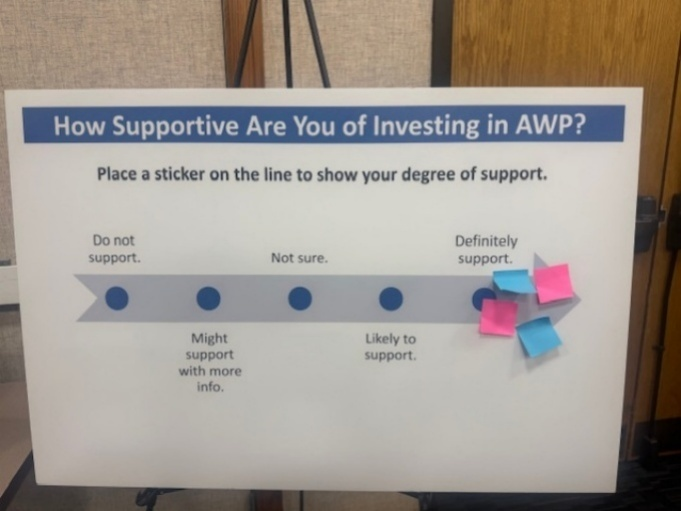 How Supportive Are You of Investing in AWP?
Place a sticker on the line to show your degree of support.
Do not
support.
Might
support
with more
info.
Not sure.
Likely to
support.
Definitely
support.